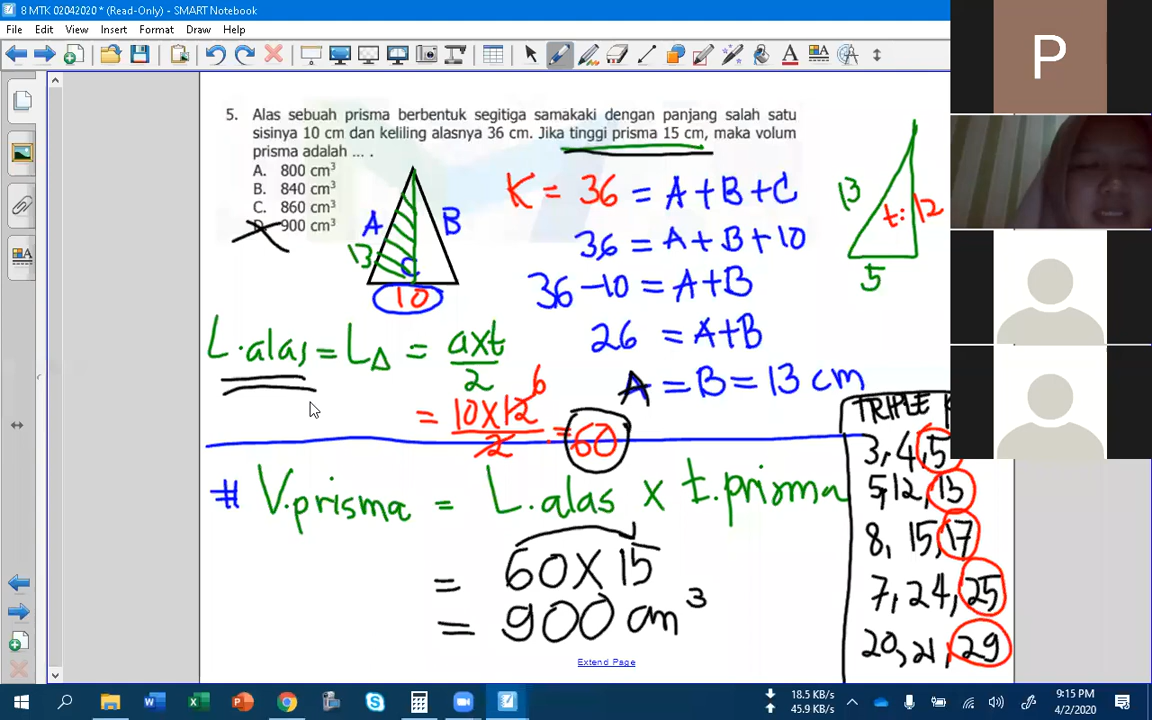 8 MTK 02042020 * (Read-Only) - SMART Notebook
File Edit View Insert Format Draw Help
5. Alas sebuah prisma berbentuk segitiga samakaki dengan panjang salah satu
sisinya 10 cm dan keliling alasnya 36 cm. Jika tinggi prisma 15 cm, maka volum
prisma adalah ... .
A. 800 cm³
B. 840 cm³
C. 860 cm³
D. 900 cm³
A B
13 C
10
K = 36 = A+B+C
36 = A+B+10
36-10 = A+B
26 = A+B
A = B = 13 cm
13 t: 12
5
L.alas = L∆ = axt
2
= 10 x 12 6
2
= 60
# V.prisma = L.alas x t.prisma
= 60 X 15
= 900 cm³
TRIPLE
3, 4, 5
5, 12, 15
8, 15, 17
7, 24, 25
20, 21, 29
Extend Page
P
18.5 KB/s
45.9 KB/s
9:15 PM
4/2/2020